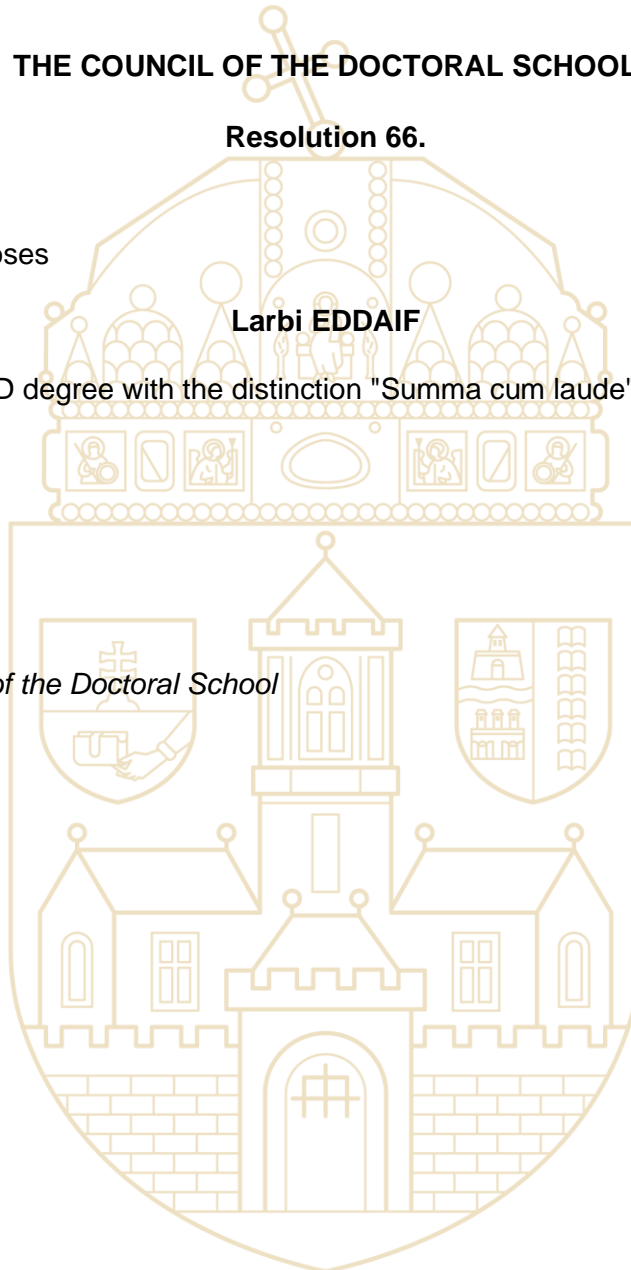 THE COUNCIL OF THE DOCTORAL SCHOOL
Resolution 66.
oses
Larbi EDDAIF
D degree with the distinction "Summa cum laude"
of the Doctoral School